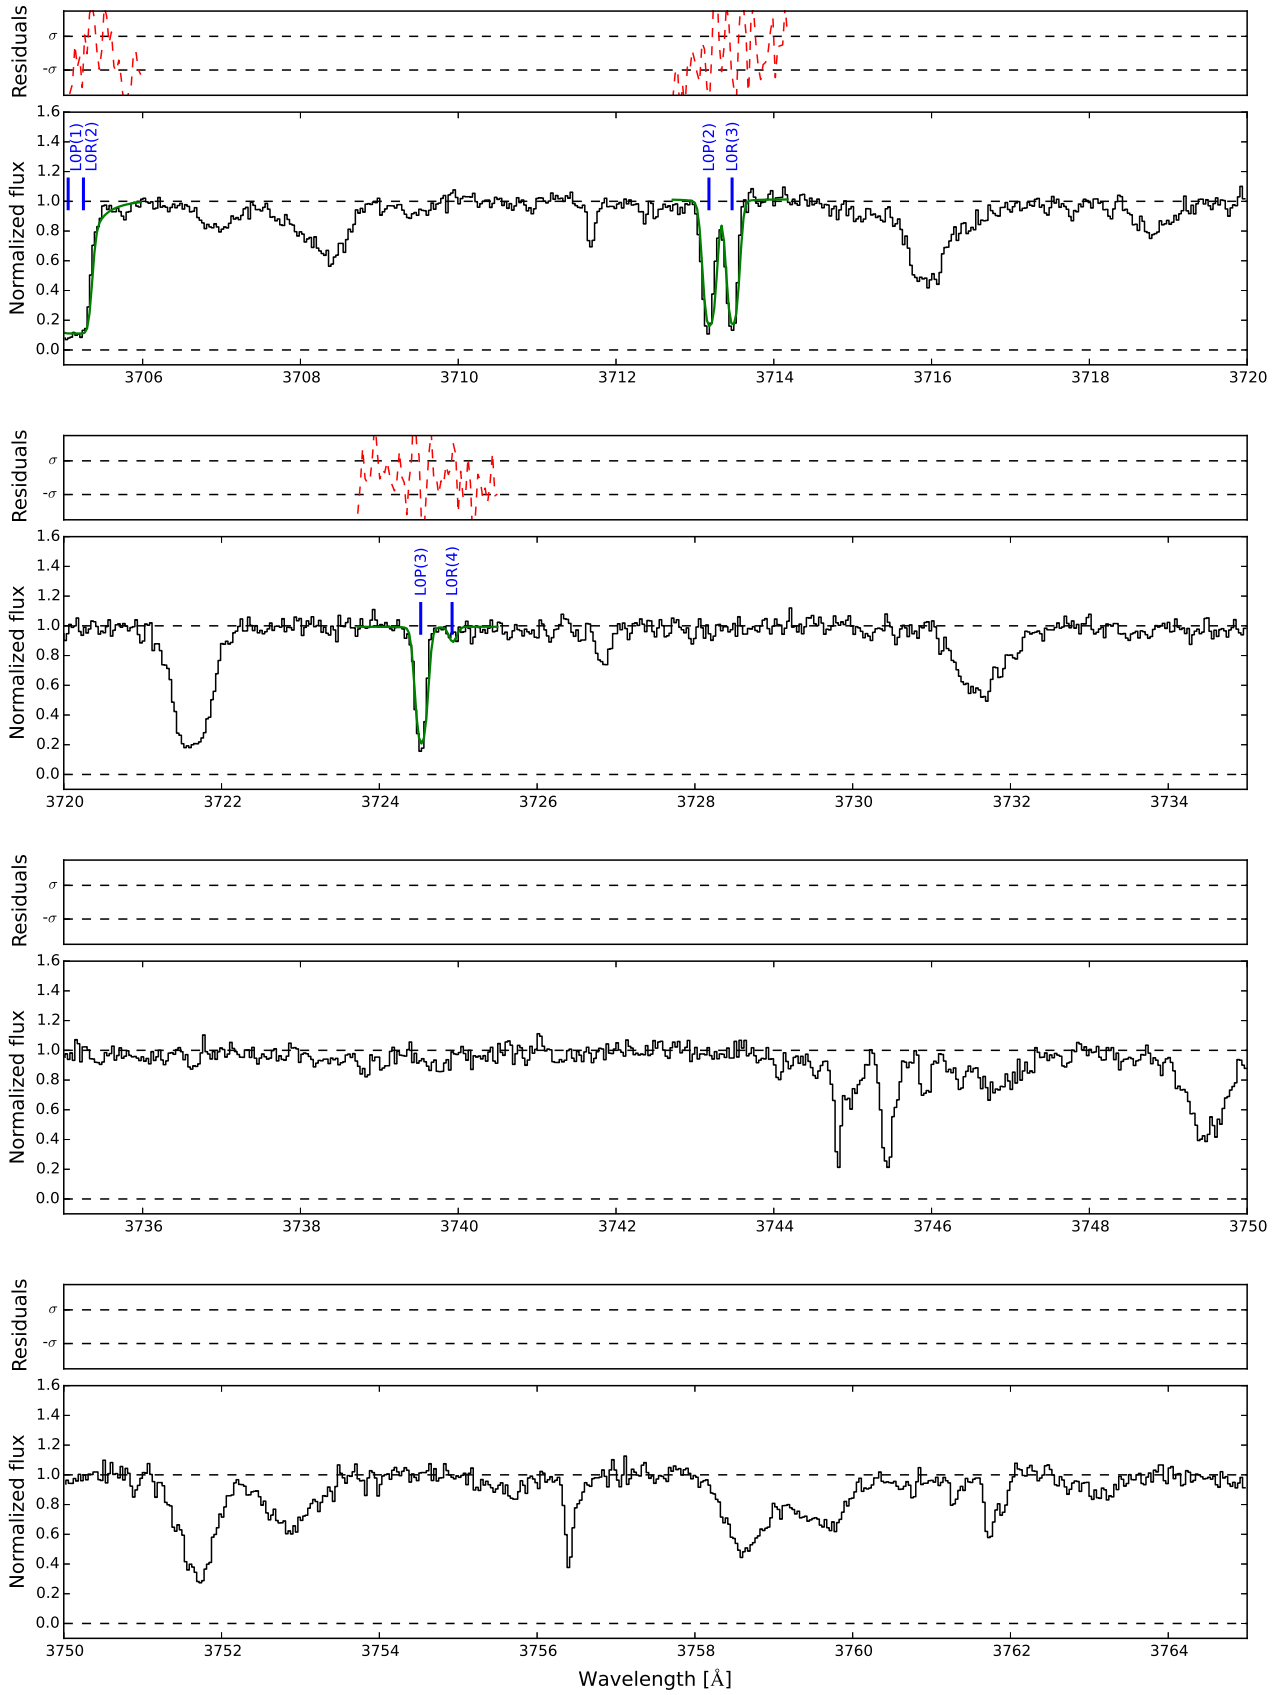 Residuals
σ
-σ
Normalized flux
1.6
1.4
1.2
1.0
0.8
0.6
0.4
0.2
0.0
L0P(1)
L0R(2)
L0P(2)
L0R(3)
3706 3708 3710 3712 3714 3716 3718 3720
Residuals
σ
-σ
Normalized flux
1.6
1.4
1.2
1.0
0.8
0.6
0.4
0.2
0.0
L0P(3)
L0R(4)
3720 3722 3724 3726 3728 3730 3732 3734
Residuals
σ
-σ
Normalized flux
1.6
1.4
1.2
1.0
0.8
0.6
0.4
0.2
0.0
3736 3738 3740 3742 3744 3746 3748 3750
Residuals
σ
-σ
Normalized flux
1.6
1.4
1.2
1.0
0.8
0.6
0.4
0.2
0.0
3750 3752 3754 3756 3758 3760 3762 3764
Wavelength [Å]